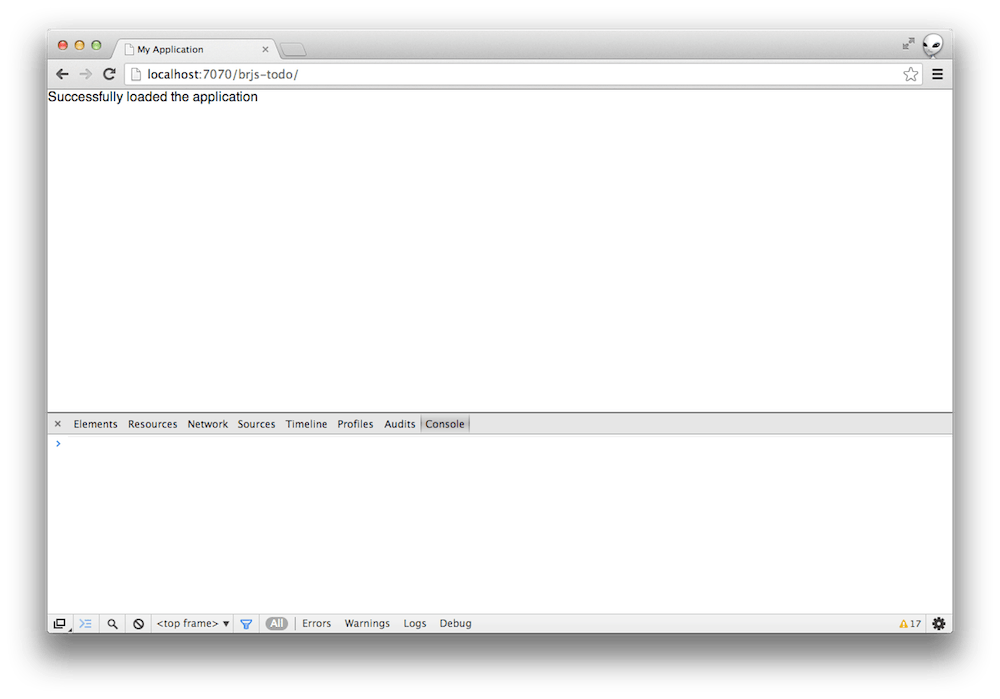 My Application
localhost:7070/brjs-todo/
Successfully loaded the application
Elements Resources Network Sources Timeline Profiles Audits Console
<top frame> All Errors Warnings Logs Debug 17